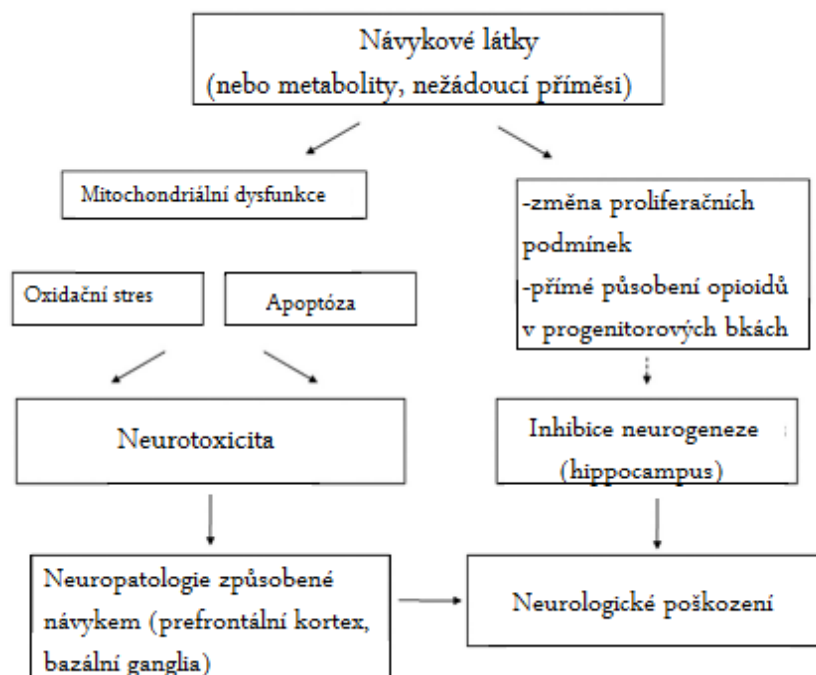 Návykové látky
(nebo metabolity, nežádoucí příměsi)
Mitochondriální dysfunkce
-změna proliferačních
podmínek
-přímé působení opioidů
v progenitorových bkách
Oxidační stres
Apoptóza
Neurotoxicita
Inhibice neurogeneze
(hippocampus)
Neuropatologie způsobené
návykem (prefrontální kortex,
bazální ganglia)
Neurologické poškození